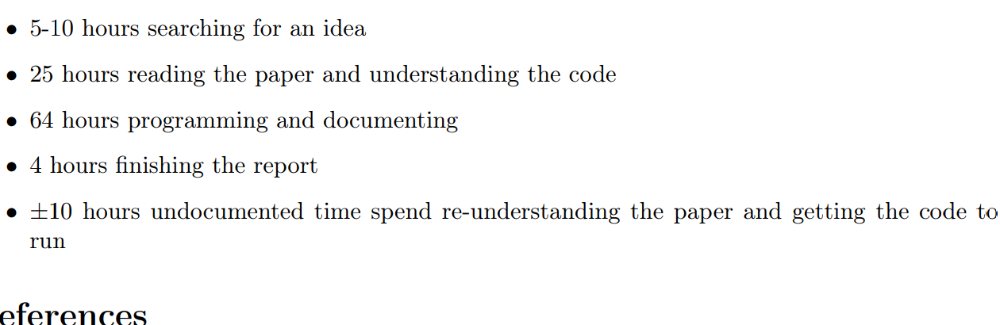 • 5-10 hours searching for an idea
• 25 hours reading the paper and understanding the code
• 64 hours programming and documenting
• 4 hours finishing the report
• ±10 hours undocumented time spend re-understanding the paper and getting the code to
run
eferences